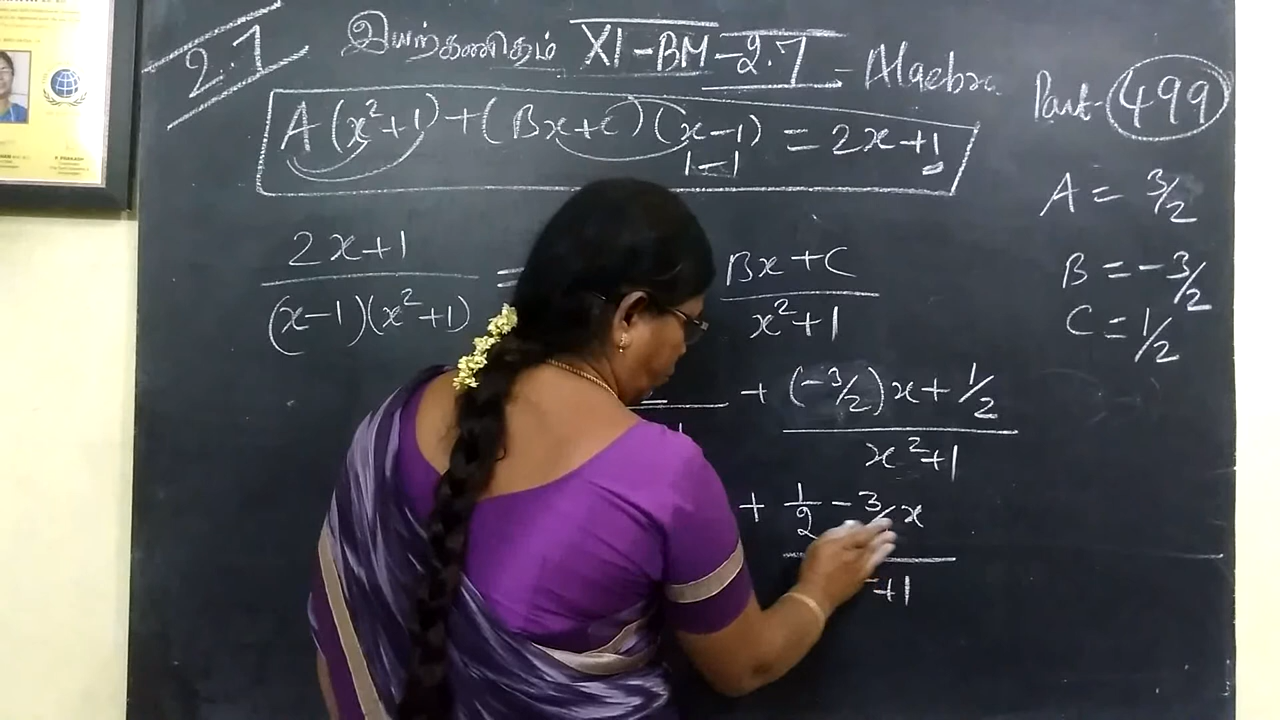 2.7
இயற்கணிதம் XI-BM-2.7 - Algebra
Part- 499
A(x²+1)+(Bx+C)(x-1) = 2x+1
1-1
A = 3/2
2x+1 / (x-1)(x²+1) = Bx+C / x²+1
B = -3/2
C = 1/2
+ (-3/2)x + 1/2 / x²+1
+ 1/2 - 3/ x
+1